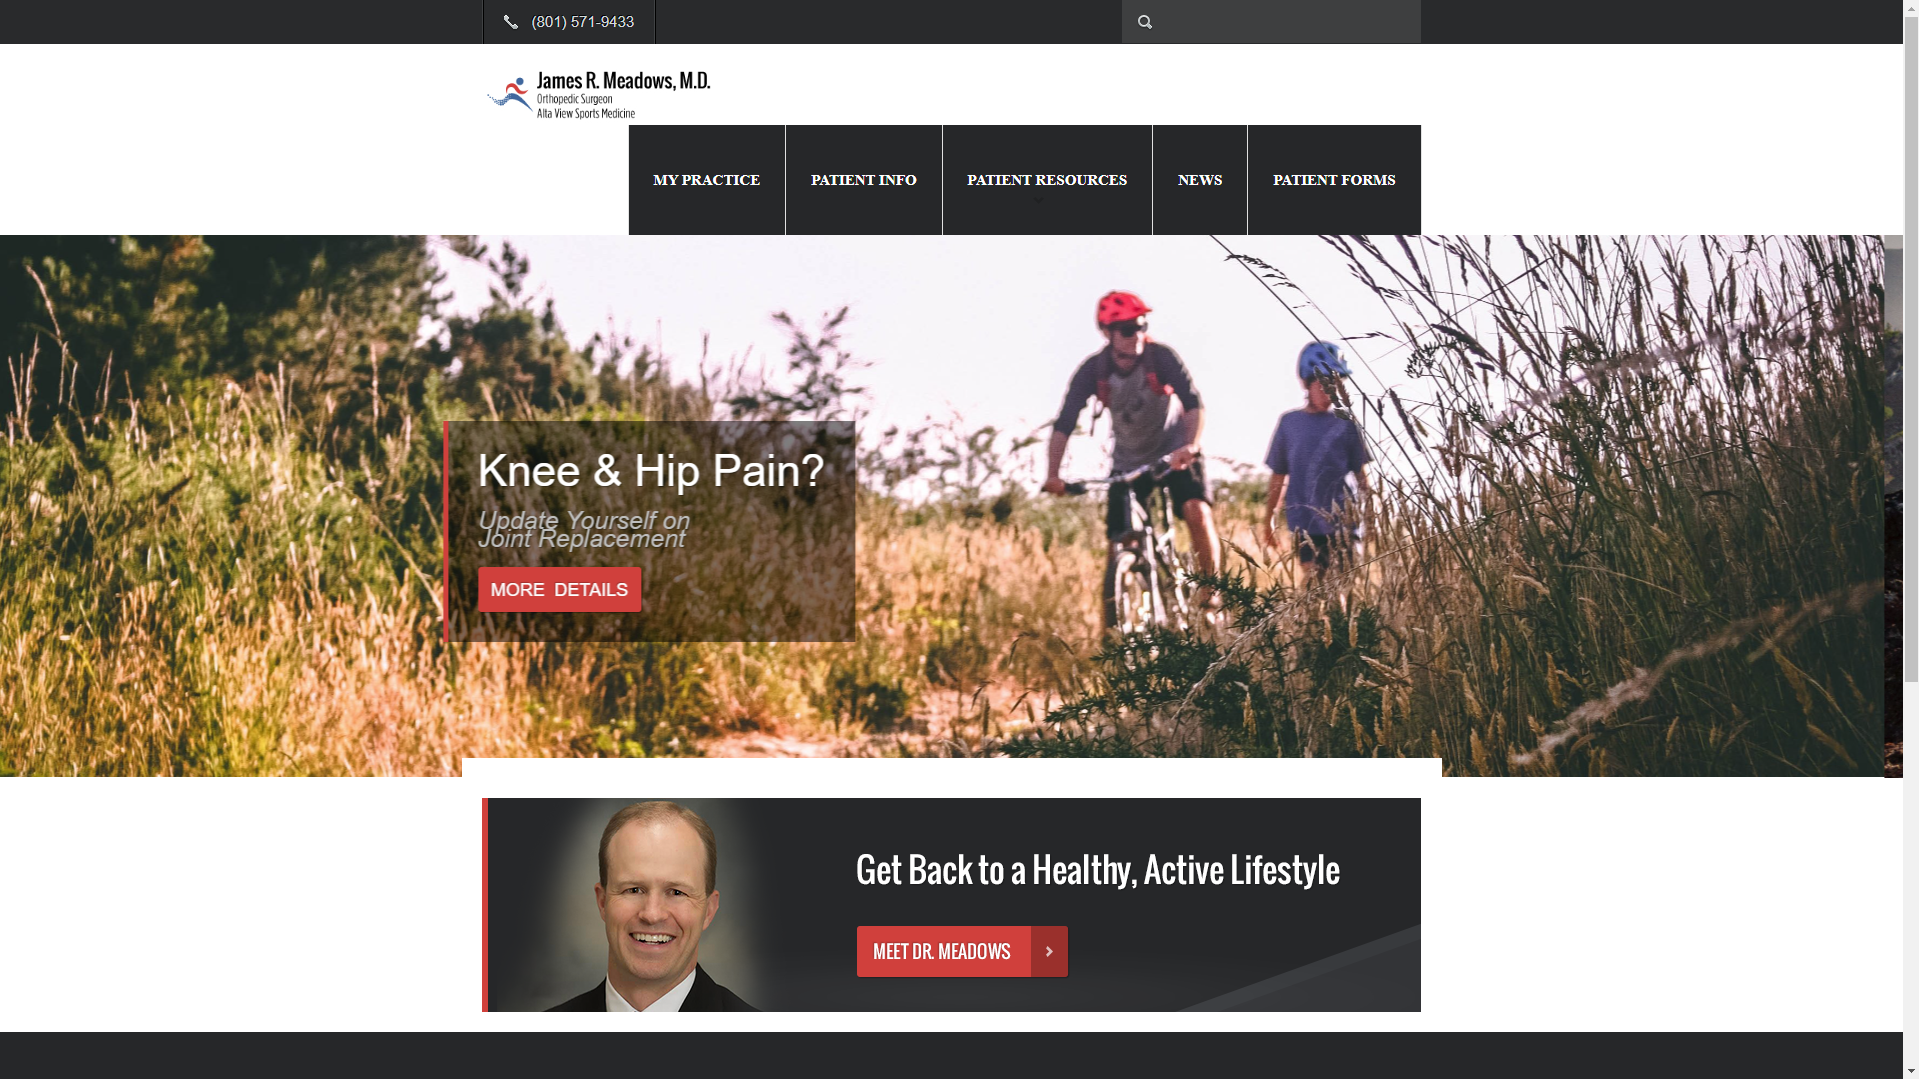 (801) 571-9433
James R. Meadows, M.D.
Orthopedic Surgeon
Alta View Sports Medicine
MY PRACTICE
PATIENT INFO
PATIENT RESOURCES
NEWS
PATIENT FORMS
Knee & Hip Pain?
Update Yourself on
Joint Replacement
MORE DETAILS
Get Back to a Healthy, Active Lifestyle
MEET DR. MEADOWS